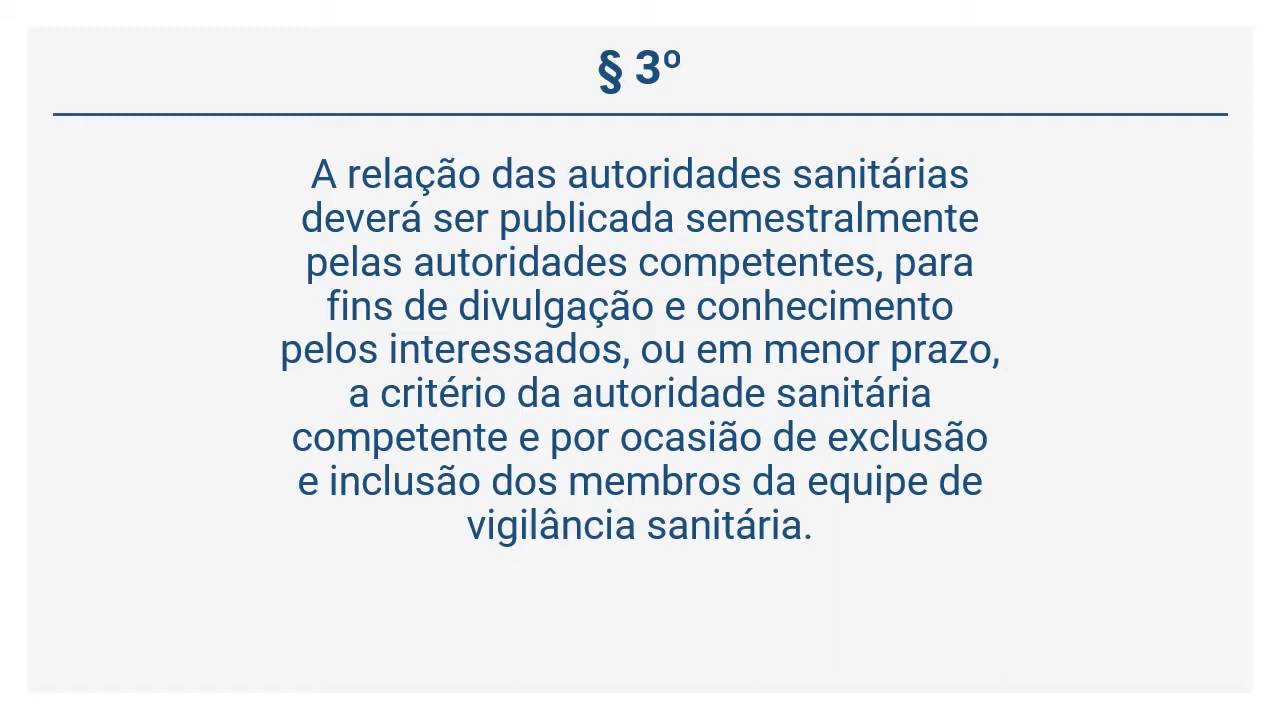 § 3º
A relação das autoridades sanitárias
deverá ser publicada semestralmente
pelas autoridades competentes, para
fins de divulgação e conhecimento
pelos interessados, ou em menor prazo,
a critério da autoridade sanitária
competente e por ocasião de exclusão
e inclusão dos membros da equipe de
vigilância sanitária.